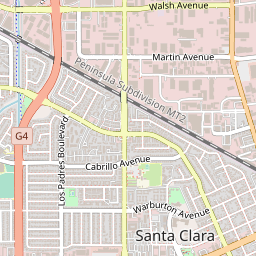 Walsh Avenue
Martin Avenue
Peninsula Subdivision MT2
G4
Los Padres Boulevard
Cabrillo Avenue
Warburton Avenue
Santa Clara